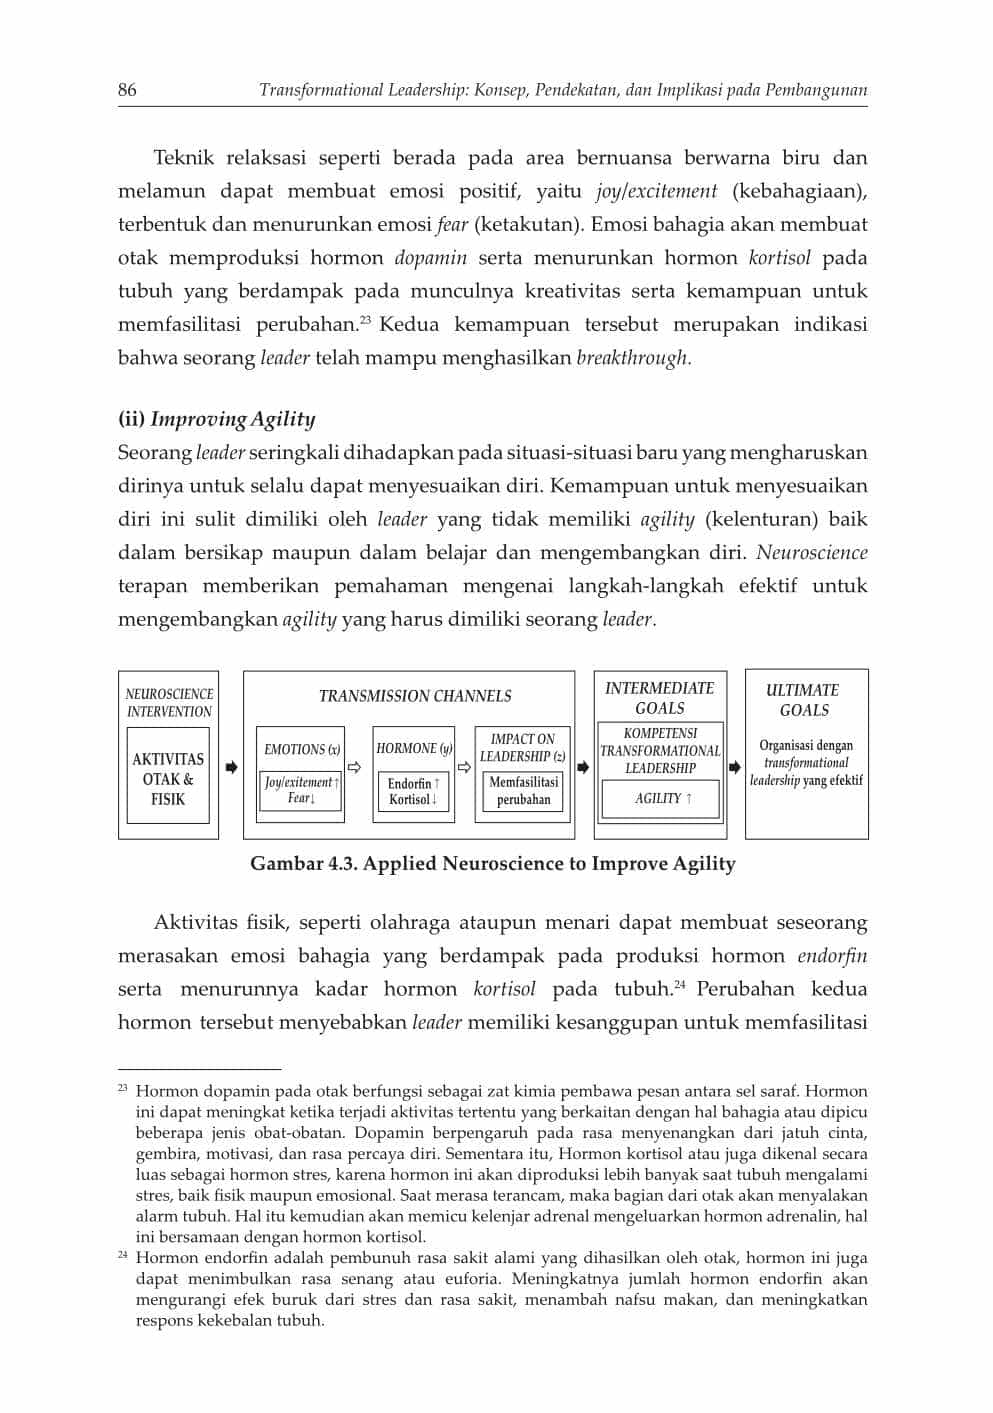 86 Transformational Leadership: Konsep, Pendekatan, dan Implikasi pada Pembangunan
Teknik relaksasi seperti berada pada area bernuansa berwarna biru dan
melamun dapat membuat emosi positif, yaitu joy/excitement (kebahagiaan),
terbentuk dan menurunkan emosi fear (ketakutan). Emosi bahagia akan membuat
otak memproduksi hormon dopamin serta menurunkan hormon kortisol pada
tubuh yang berdampak pada munculnya kreativitas serta kemampuan untuk
memfasilitasi perubahan.23 Kedua kemampuan tersebut merupakan indikasi
bahwa seorang leader telah mampu menghasilkan breakthrough.
(ii) Improving Agility
Seorang leader seringkali dihadapkan pada situasi-situasi baru yang mengharuskan
dirinya untuk selalu dapat menyesuaikan diri. Kemampuan untuk menyesuaikan
diri ini sulit dimiliki oleh leader yang tidak memiliki agility (kelenturan) baik
dalam bersikap maupun dalam belajar dan mengembangkan diri. Neuroscience
terapan memberikan pemahaman mengenai langkah-langkah efektif untuk
mengembangkan agility yang harus dimiliki seorang leader.
NEUROSCIENCE
INTERVENTION
AKTIVITAS
OTAK &
FISIK
TRANSMISSION CHANNELS
EMOTIONS (x)
Joy/exitement↑
Fear↓
HORMONE (y)
Endorfin ↑
Kortisol ↓
IMPACT ON
LEADERSHIP (z)
Memfasilitasi
perubahan
INTERMEDIATE
GOALS
KOMPETENSI
TRANSFORMATIONAL
LEADERSHIP
AGILITY ↑
ULTIMATE
GOALS
Organisasi dengan
transformational
leadership yang efektif
Gambar 4.3. Applied Neuroscience to Improve Agility
Aktivitas fisik, seperti olahraga ataupun menari dapat membuat seseorang
merasakan emosi bahagia yang berdampak pada produksi hormon endorfin
serta menurunnya kadar hormon kortisol pada tubuh.24 Perubahan kedua
hormon tersebut menyebabkan leader memiliki kesanggupan untuk memfasilitasi
23 Hormon dopamin pada otak berfungsi sebagai zat kimia pembawa pesan antara sel saraf. Hormon
ini dapat meningkat ketika terjadi aktivitas tertentu yang berkaitan dengan hal bahagia atau dipicu
beberapa jenis obat-obatan. Dopamin berpengaruh pada rasa menyenangkan dari jatuh cinta,
gembira, motivasi, dan rasa percaya diri. Sementara itu, Hormon kortisol atau juga dikenal secara
luas sebagai hormon stres, karena hormon ini akan diproduksi lebih banyak saat tubuh mengalami
stres, baik fisik maupun emosional. Saat merasa terancam, maka bagian dari otak akan menyalakan
alarm tubuh. Hal itu kemudian akan memicu kelenjar adrenal mengeluarkan hormon adrenalin, hal
ini bersamaan dengan hormon kortisol.
24 Hormon endorfin adalah pembunuh rasa sakit alami yang dihasilkan oleh otak, hormon ini juga
dapat menimbulkan rasa senang atau euforia. Meningkatnya jumlah hormon endorfin akan
mengurangi efek buruk dari stres dan rasa sakit, menambah nafsu makan, dan meningkatkan
respons kekebalan tubuh.